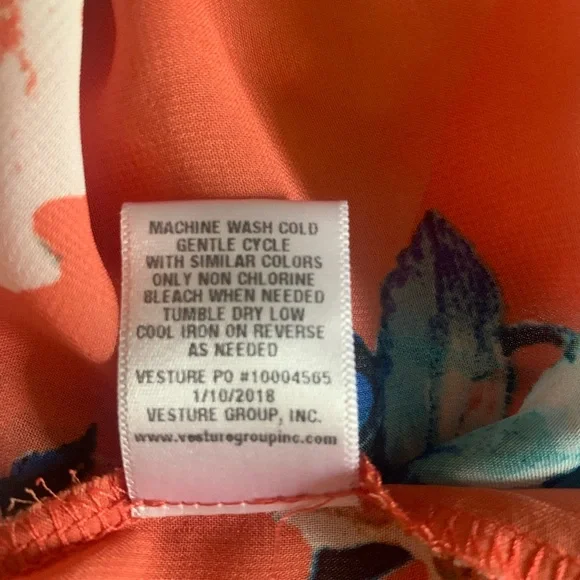 MACHINE WASH COLD
GENTLE CYCLE
WITH SIMILAR COLORS
ONLY NON CHLORINE
BLEACH WHEN NEEDED
TUMBLE DRY LOW
COOL IRON ON REVERSE
AS NEEDED
VESTURE PO #10004565
1/10/2018
VESTURE GROUP, INC.
www.vesturegroupinc.com